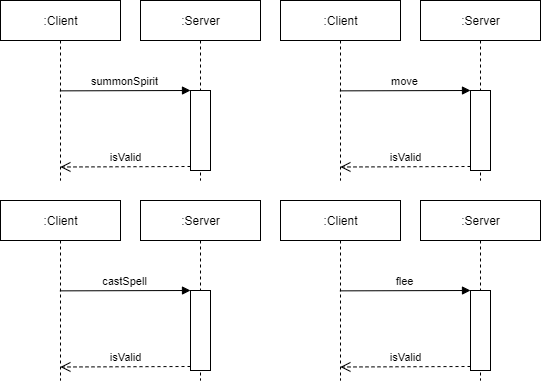 :Client
:Server
summonSpirit
isValid
:Client
:Server
move
isValid
:Client
:Server
castSpell
isValid
:Client
:Server
flee
isValid